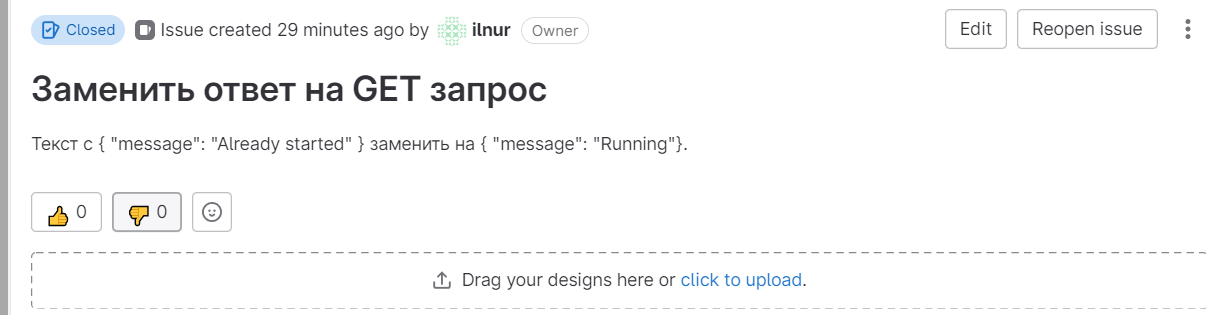 Closed Issue created 29 minutes ago by ilnur Owner Edit Reopen issue
Заменить ответ на GET запрос
Текст с { "message": "Already started" } заменить на { "message": "Running"}.
0 0
Drag your designs here or click to upload.